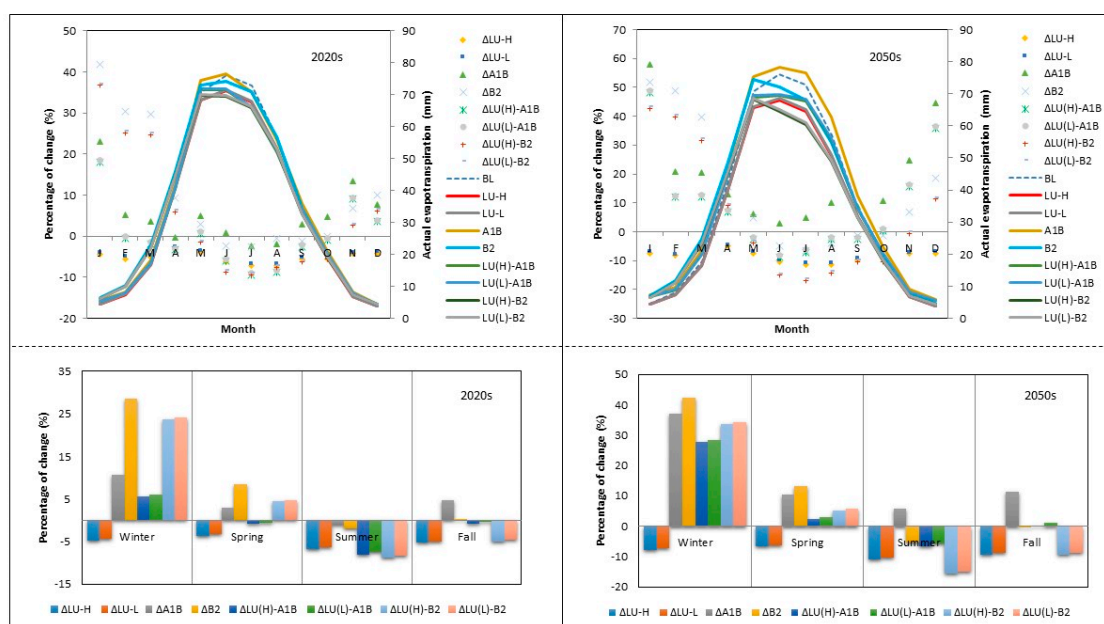 50
40
30
20
10
0
-10
-20
Percentage of change (%)
2020s
J F M A M J J A S O N D
Month
90
80
70
60
50
40
30
20
10
0
Actual evapotranspiration (mm)
ΔLU-H
ΔLU-L
ΔA1B
ΔB2
ΔLU(H)-A1B
ΔLU(L)-A1B
ΔLU(H)-B2
ΔLU(L)-B2
BL
LU-H
LU-L
A1B
B2
LU(H)-A1B
LU(L)-A1B
LU(H)-B2
LU(L)-B2
70
60
50
40
30
20
10
0
-10
-20
-30
Percentage of change (%)
2050s
J F M A M J J A S O N D
Month
90
80
70
60
50
40
30
20
10
0
Actual evapotranspiration (mm)
ΔLU-H
ΔLU-L
ΔA1B
ΔB2
ΔLU(H)-A1B
ΔLU(L)-A1B
ΔLU(H)-B2
ΔLU(L)-B2
BL
LU-H
LU-L
A1B
B2
LU(H)-A1B
LU(L)-A1B
LU(H)-B2
LU(L)-B2
35
25
15
5
-5
-15
Percentage of change (%)
2020s
Winter Spring Summer Fall
ΔLU-H ΔLU-L ΔA1B ΔB2 ΔLU(H)-A1B ΔLU(L)-A1B ΔLU(H)-B2 ΔLU(L)-B2
50
40
30
20
10
0
-10
-20
Percentage of change (%)
2050s
Winter Spring Summer Fall
ΔLU-H ΔLU-L ΔA1B ΔB2 ΔLU(H)-A1B ΔLU(L)-A1B ΔLU(H)-B2 ΔLU(L)-B2